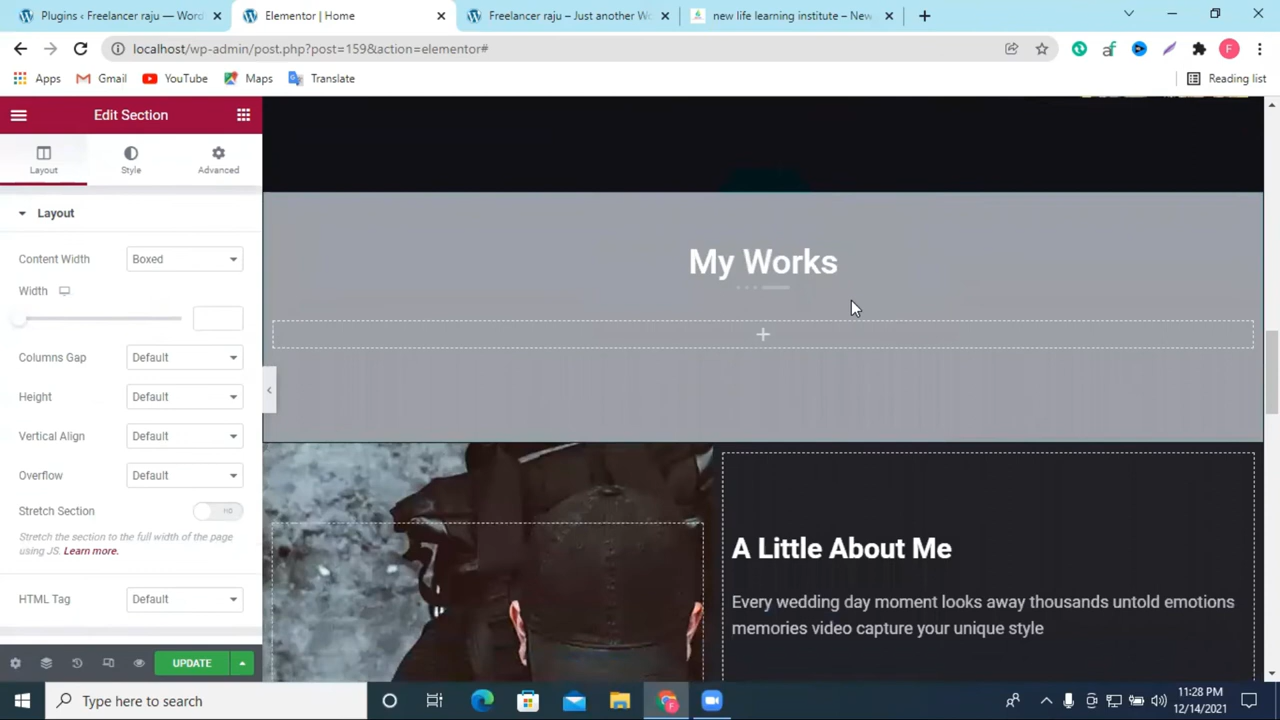 Plugins ‹ Freelancer raju — Word
Elementor | Home
Freelancer raju – Just another Wo
new life learning institute – New
localhost/wp-admin/post.php?post=159&action=elementor#
F
Apps
Gmail
YouTube
Maps
Translate
Reading list
Edit Section
Layout
Style
Advanced
Layout
Content Width
Boxed
Width
Columns Gap
Default
Height
Default
Vertical Align
Default
Overflow
Default
Stretch Section
NO
Stretch the section to the full width of the page
using JS. Learn more.
HTML Tag
Default
UPDATE
My Works
A Little About Me
Every wedding day moment looks away thousands untold emotions
memories video capture your unique style
Type here to search
11:28 PM
12/14/2021